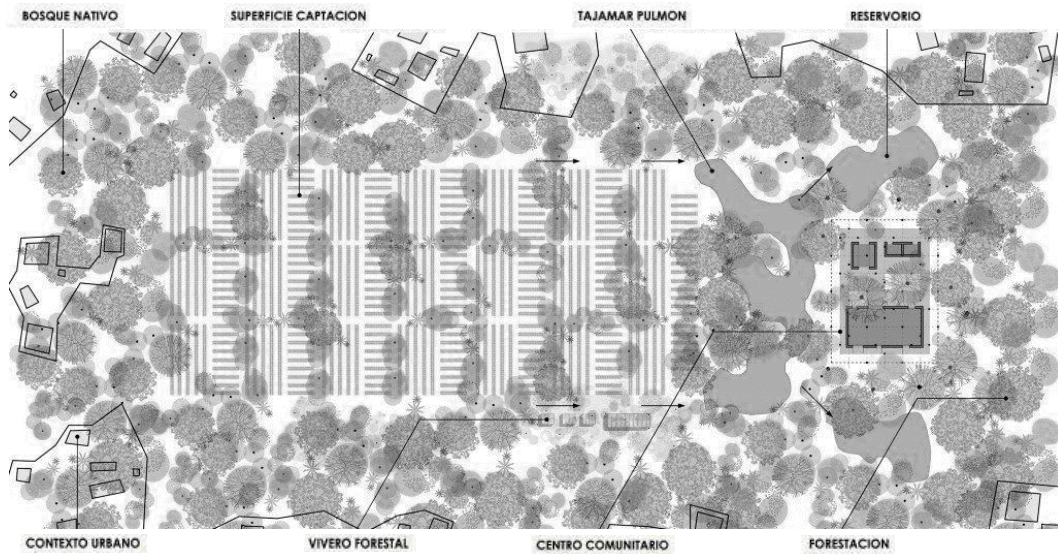 BOSQUE NATIVO
SUPERFICIE CAPTACION
TAJAMAR PULMON
RESERVORIO
CONTEXTO URBANO
VIVERO FORESTAL
CENTRO COMUNITARIO
FORESTACION